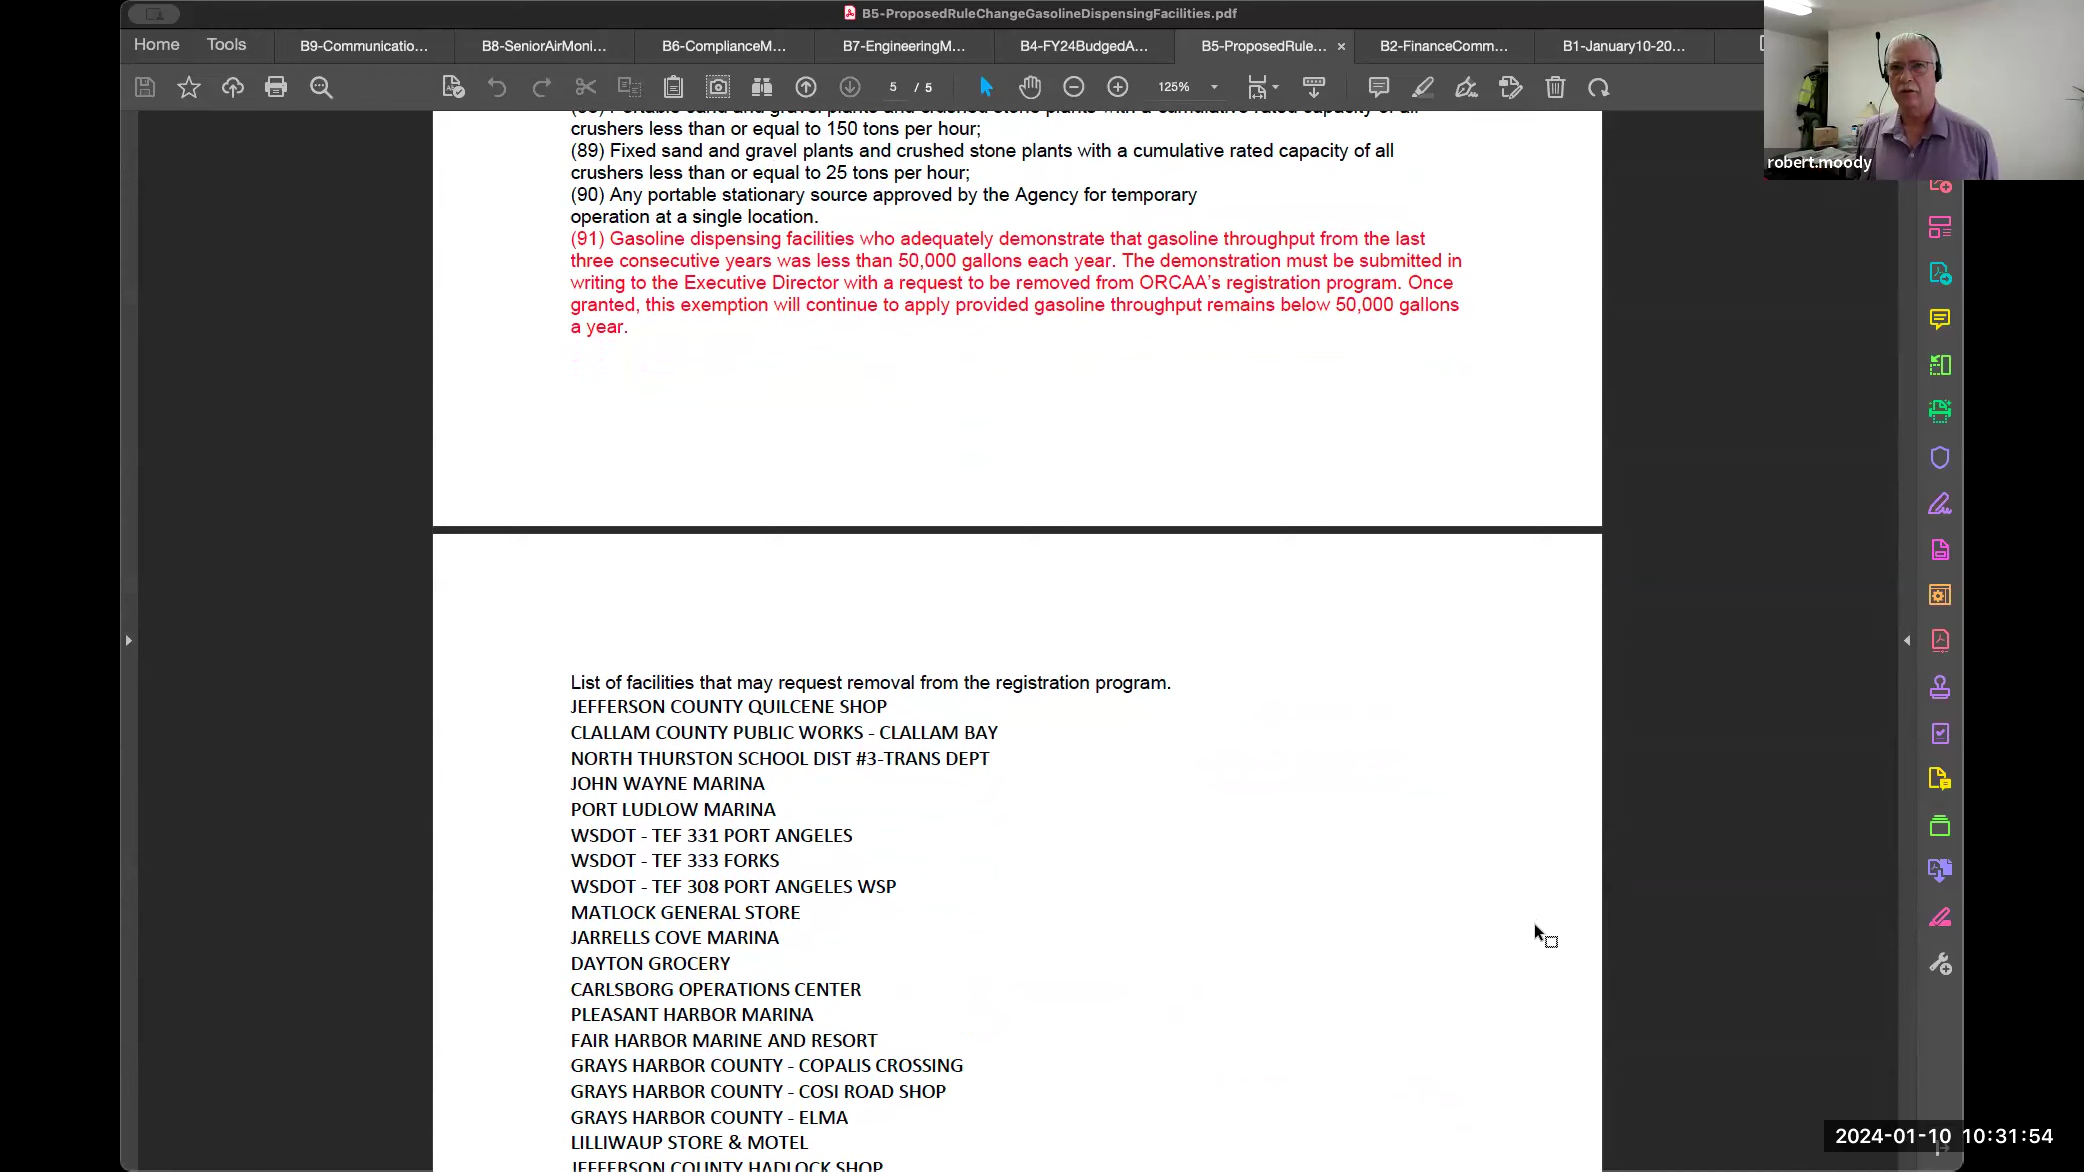 B5-ProposedRuleChangeGasolineDispensingFacilities.pdf
Home Tools B9-Communicatio... B8-SeniorAirMoni... B6-ComplianceM... B7-EngineeringM... B4-FY24BudgedA... B5-ProposedRule... × B2-FinanceComm... B1-January10-20...
5 / 5 125%
robert.moody
crushers less than or equal to 150 tons per hour;
(89) Fixed sand and gravel plants and crushed stone plants with a cumulative rated capacity of all
crushers less than or equal to 25 tons per hour;
(90) Any portable stationary source approved by the Agency for temporary
operation at a single location.
(91) Gasoline dispensing facilities who adequately demonstrate that gasoline throughput from the last
three consecutive years was less than 50,000 gallons each year. The demonstration must be submitted in
writing to the Executive Director with a request to be removed from ORCAA's registration program. Once
granted, this exemption will continue to apply provided gasoline throughput remains below 50,000 gallons
a year.
List of facilities that may request removal from the registration program.
JEFFERSON COUNTY QUILCENE SHOP
CLALLAM COUNTY PUBLIC WORKS - CLALLAM BAY
NORTH THURSTON SCHOOL DIST #3-TRANS DEPT
JOHN WAYNE MARINA
PORT LUDLOW MARINA
WSDOT - TEF 331 PORT ANGELES
WSDOT - TEF 333 FORKS
WSDOT - TEF 308 PORT ANGELES WSP
MATLOCK GENERAL STORE
JARRELLS COVE MARINA
DAYTON GROCERY
CARLSBORG OPERATIONS CENTER
PLEASANT HARBOR MARINA
FAIR HARBOR MARINE AND RESORT
GRAYS HARBOR COUNTY - COPALIS CROSSING
GRAYS HARBOR COUNTY - COSI ROAD SHOP
GRAYS HARBOR COUNTY - ELMA
LILLIWAUP STORE & MOTEL
JEFFERSON COUNTY HADLOCK SHOP
2024-01-10 10:31:54